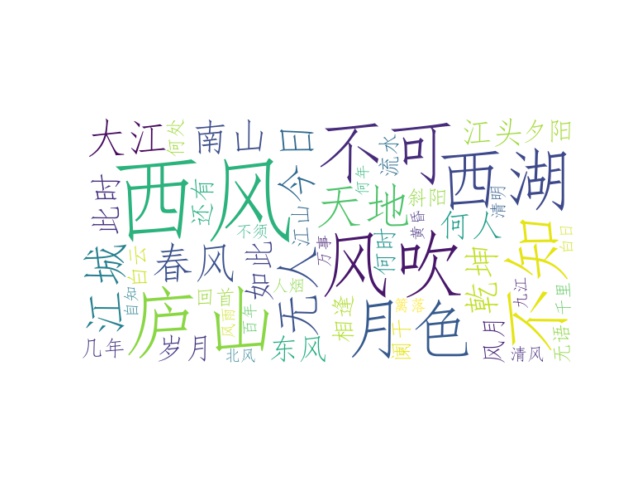 大江
何处
南山
今日
不可
江头
夕阳
西风
还有
流水
西湖
此时
天地
何年
斜阳
清明
不须
江山
黄昏
何人
江城
白云
春风
如此
无人
万事
风吹
何时
乾坤
不知
白日
自知
庐山
回首
人烟
相逢
篱落
月色
九江
千里
风雨
百年
阑干
几年
岁月
北风
东风
风月
清风
无语